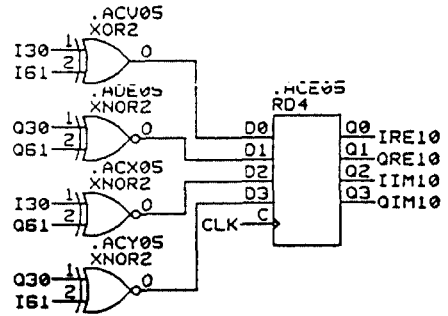 .ACV05
XOR2
I30 1 O
I61 2
.ADE05
XNOR2
Q30 1 O
Q61 2
.ACX05
XNOR2
I30 1 O
Q61 2
.ACY05
XNOR2
Q30 1 O
I61 2
.ACE05
RD4
D0 Q0 IRE10
D1 Q1 QRE10
D2 Q2 IIM10
D3 Q3 QIM10
CLK C